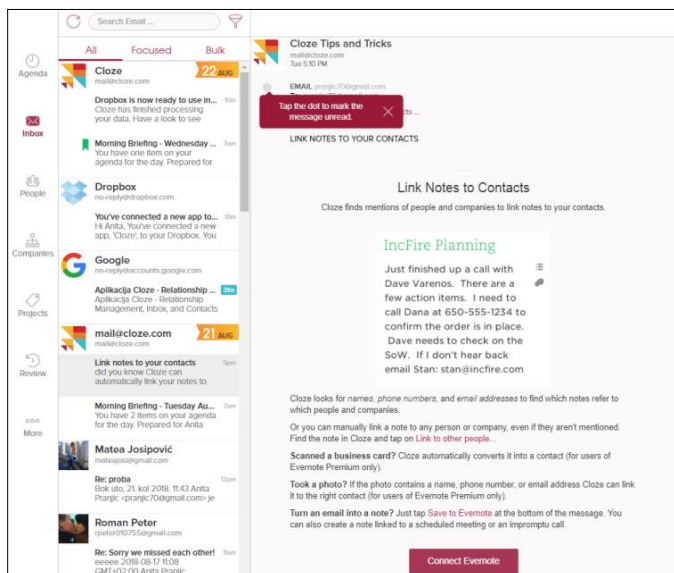 Search Email ...
All Focused Bulk
Agenda
Inbox
People
Companies
Projects
Review
More
Cloze
mail@cloze.com
22 AUG
Dropbox is now ready to use in... 10m
Cloze has finished processing
your data. Have a look to see
Morning Briefing - Wednesday ... 7am
You have one item on your
agenda for the day. Prepared for
Dropbox
no-reply@dropbox.com
You've connected a new app to... 10m
Hi Anita, You've connected a new
app, 'Cloze', to your Dropbox. You
Google
no-reply@accounts.google.com
Aplikacija Cloze - Relationship ... 31m
Management, Inbox, and Contacts
mail@cloze.com
21 AUG
Link notes to your contacts 5pm
did you know Cloze can
automatically link your notes to
Morning Briefing - Tuesday Au... 7am
You have 2 items on your agenda
for the day. Prepared for Anita
Matea Josipović
mateajosi@gmail.com
Re: proba 12pm
Bok uto, 21. kol 2018. 11:43 Anita
Pranjic <pranjic70@gmail.com> je
Roman Peter
rpeter010755@gmail.com
Re: Sorry we missed each other! 11am
eeeee 2018-08-17 11:08
GMT+02:00 Anita Pranjic
Cloze Tips and Tricks
mail@cloze.com
Tue 5:10 PM
EMAIL pranjic70@gmail.com
Tap the dot to mark the
message unread.
LINK NOTES TO YOUR CONTACTS
Link Notes to Contacts
Cloze finds mentions of people and companies to link notes to your contacts.
IncFire Planning
Just finished up a call with
Dave Varenos. There are a
few action items. I need to
call Dana at 650-555-1234 to
confirm the order is in place.
Dave needs to check on the
SoW. If I don't hear back
email Stan: stan@incfire.com
Cloze looks for names, phone numbers, and email addresses to find which notes refer to
which people and companies.
Or you can manually link a note to any person or company, even if they aren't mentioned.
Find the note in Cloze and tap on Link to other people...
Scanned a business card? Cloze automatically converts it into a contact (for users of
Evernote Premium only).
Took a photo? If the photo contains a name, phone number, or email address Cloze can link
it to the right contact (for users of Evernote Premium only).
Turn an email into a note? Just tap Save to Evernote at the bottom of the message. You
can also create a note linked to a scheduled meeting or an impromptu call.
Connect Evernote